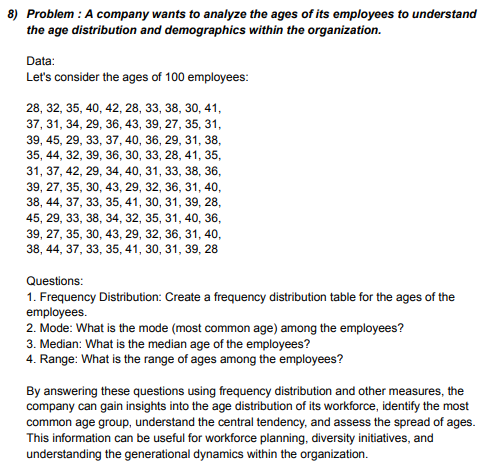 8) Problem : A company wants to analyze the ages of its employees to understand
the age distribution and demographics within the organization.
Data:
Let's consider the ages of 100 employees:
28, 32, 35, 40, 42, 28, 33, 38, 30, 41,
37, 31, 34, 29, 36, 43, 39, 27, 35, 31,
39, 45, 29, 33, 37, 40, 36, 29, 31, 38,
35, 44, 32, 39, 36, 30, 33, 28, 41, 35,
31, 37, 42, 29, 34, 40, 31, 33, 38, 36,
39, 27, 35, 30, 43, 29, 32, 36, 31, 40,
38, 44, 37, 33, 35, 41, 30, 31, 39, 28,
45, 29, 33, 38, 34, 32, 35, 31, 40, 36,
39, 27, 35, 30, 43, 29, 32, 36, 31, 40,
38, 44, 37, 33, 35, 41, 30, 31, 39, 28
Questions:
1. Frequency Distribution: Create a frequency distribution table for the ages of the
employees.
2. Mode: What is the mode (most common age) among the employees?
3. Median: What is the median age of the employees?
4. Range: What is the range of ages among the employees?
By answering these questions using frequency distribution and other measures, the
company can gain insights into the age distribution of its workforce, identify the most
common age group, understand the central tendency, and assess the spread of ages.
This information can be useful for workforce planning, diversity initiatives, and
understanding the generational dynamics within the organization.